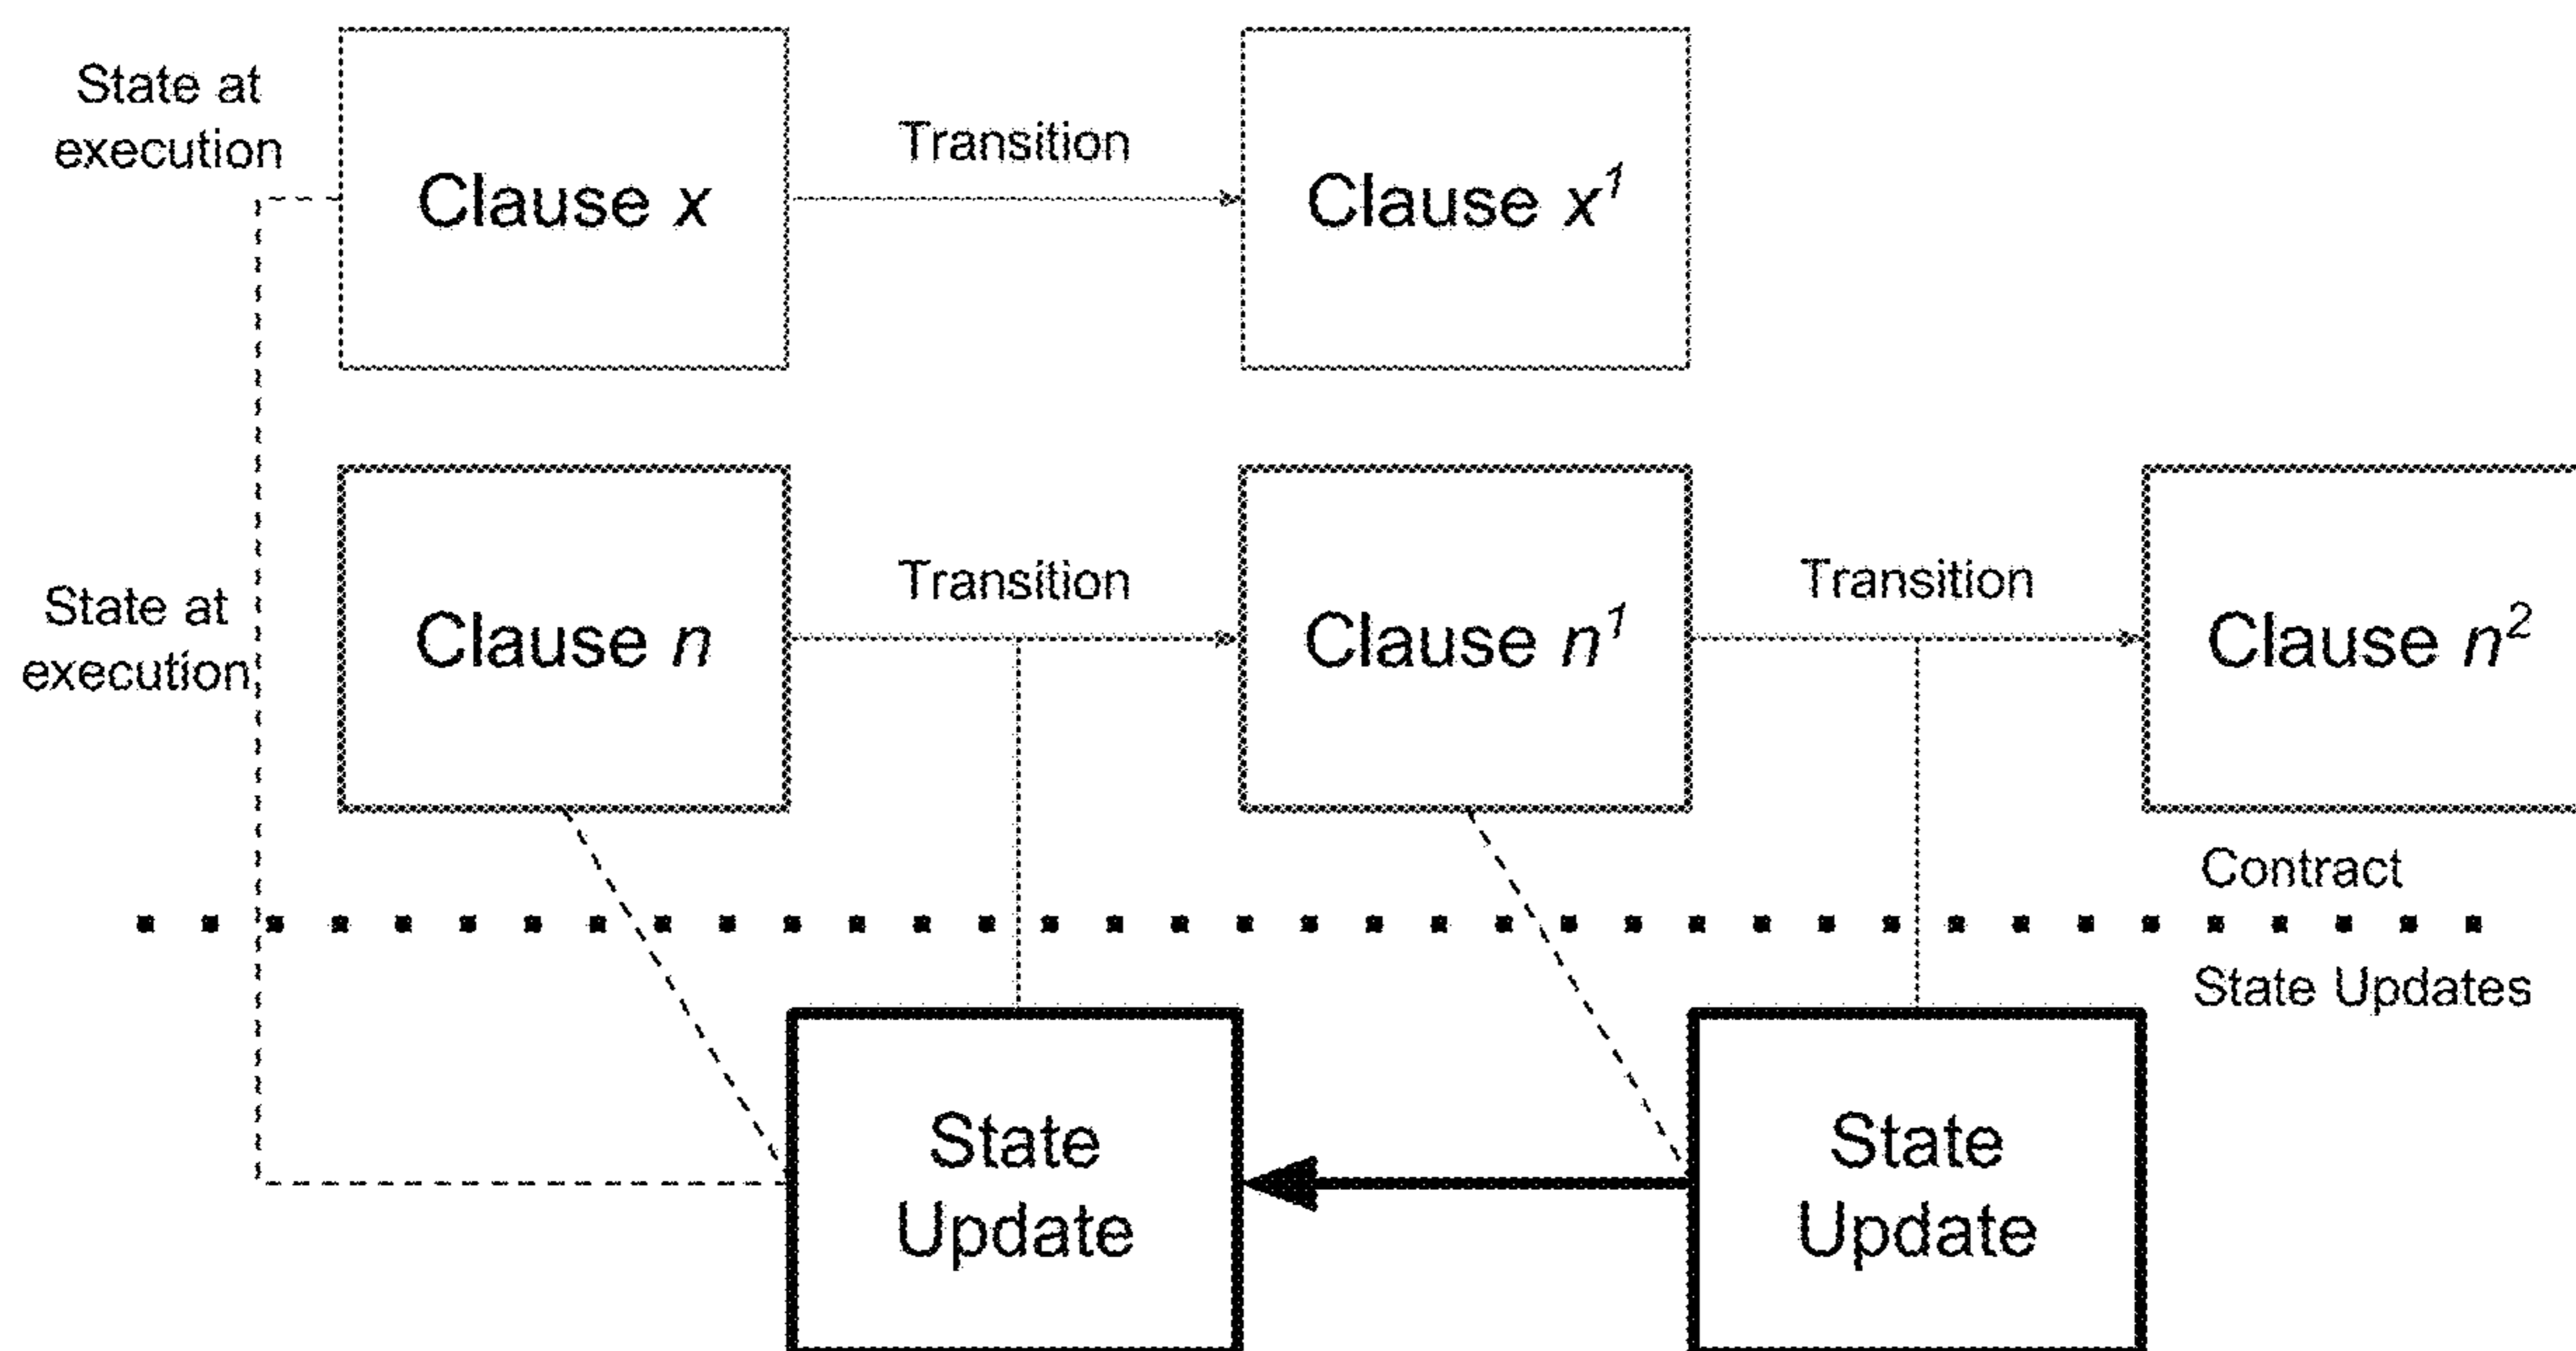 State at
execution
Clause x
Transition
Clause x¹
State at
execution
Clause n
Transition
Clause n¹
Transition
Clause n²
Contract
State Updates
State
Update
State
Update